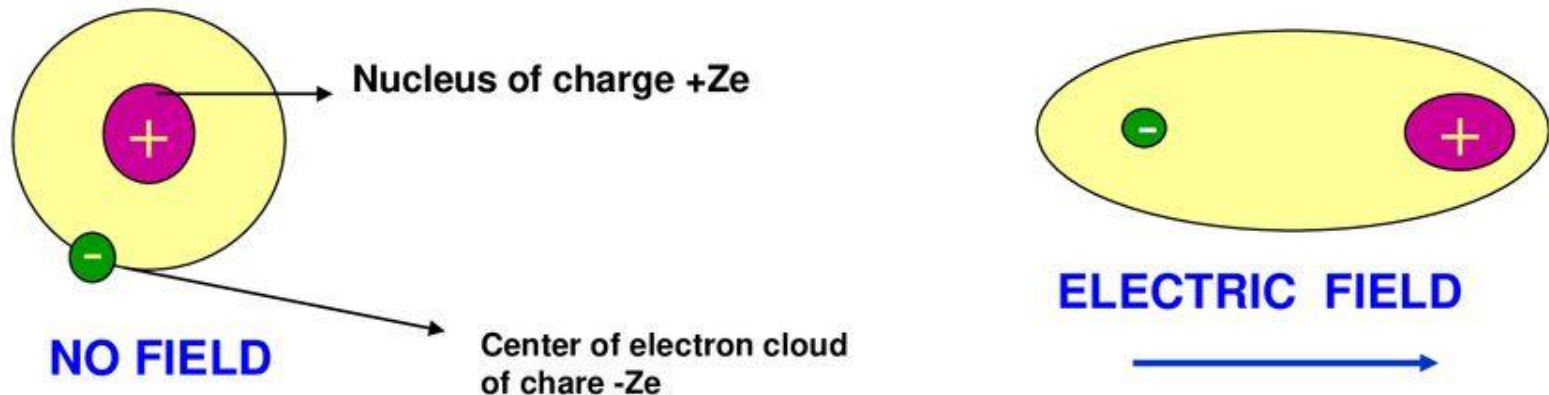 Nucleus of charge +Ze
+
-
NO FIELD
Center of electron cloud
of chare -Ze
-
+
ELECTRIC FIELD